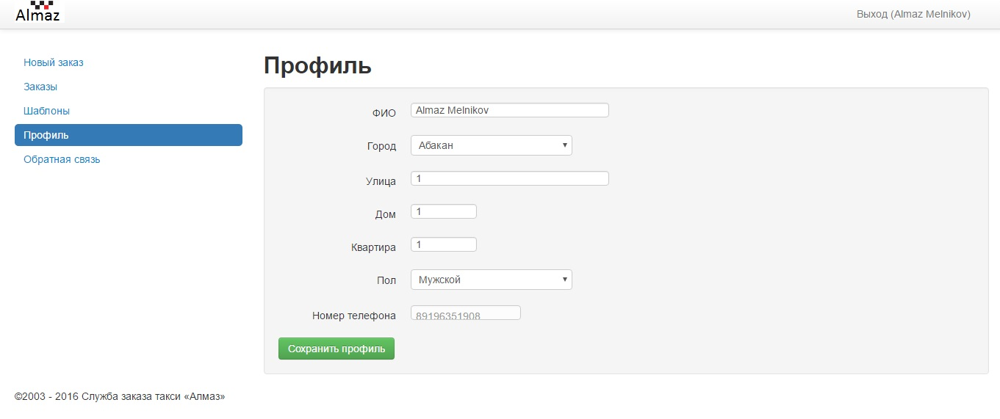 Almaz
Выход (Almaz Melnikov)
Новый заказ
Заказы
Шаблоны
Профиль
Обратная связь
Профиль
ФИО Almaz Melnikov
Город Абакан
Улица 1
Дом 1
Квартира 1
Пол Мужской
Номер телефона 89196351908
Сохранить профиль
©2003 - 2016 Служба заказа такси «Алмаз»